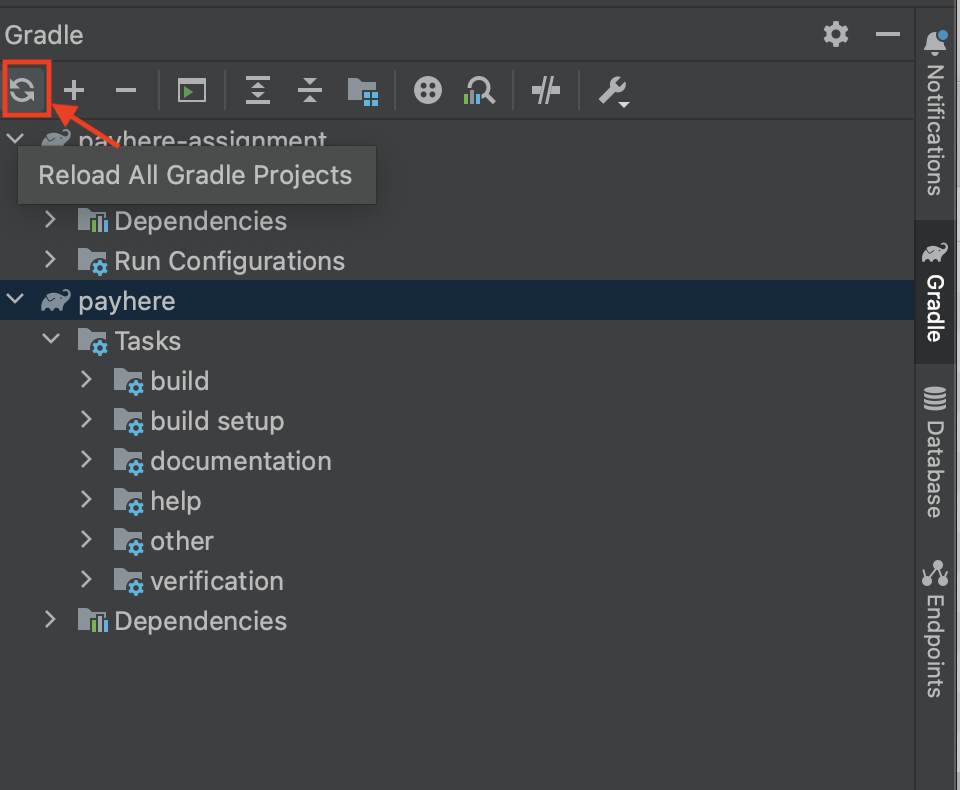 Gradle
payhere-assignment
Reload All Gradle Projects
Dependencies
Run Configurations
payhere
Tasks
build
build setup
documentation
help
other
verification
Dependencies
Notifications
Gradle
Database
Endpoints